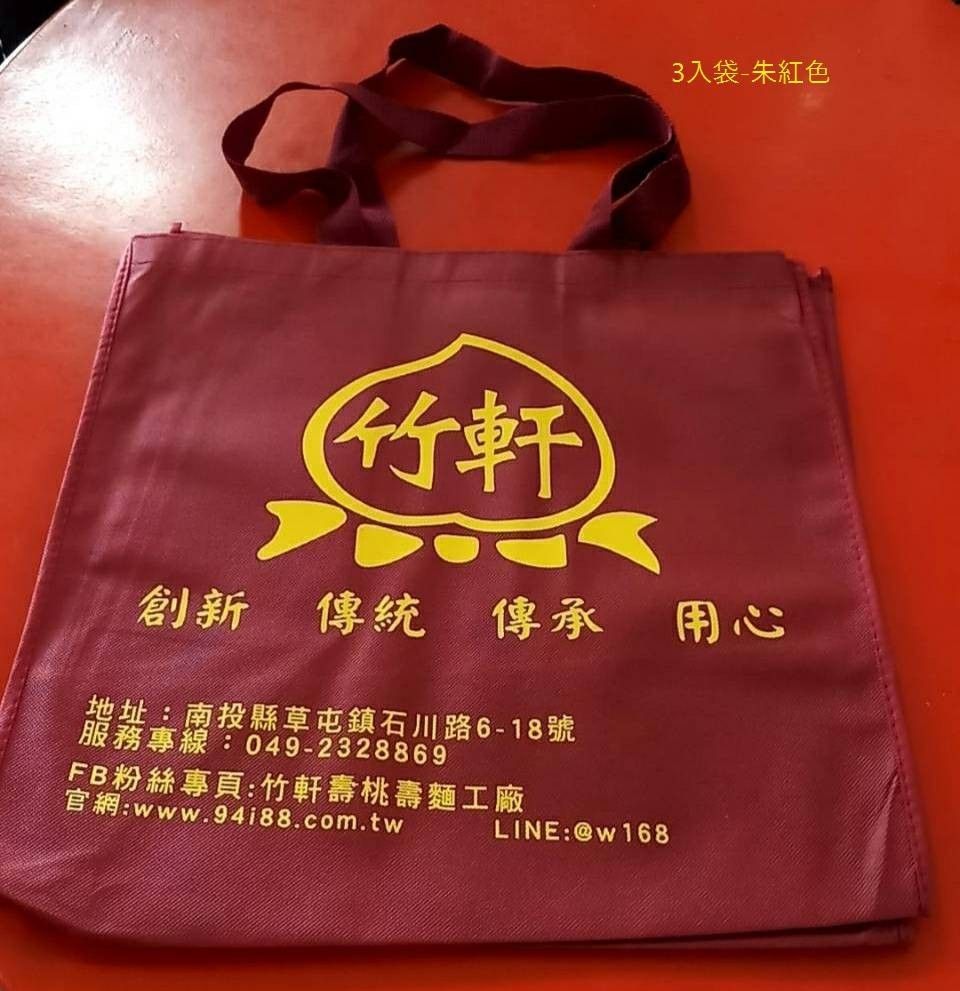 3入袋-朱紅色
竹軒
創新 傳統 傳承 用心
地址：南投縣草屯鎮石川路6-18號
服務專線：049-2328869
FB粉絲專頁:竹軒壽桃壽麵工廠
官網:www.94i88.com.tw LINE:@w168